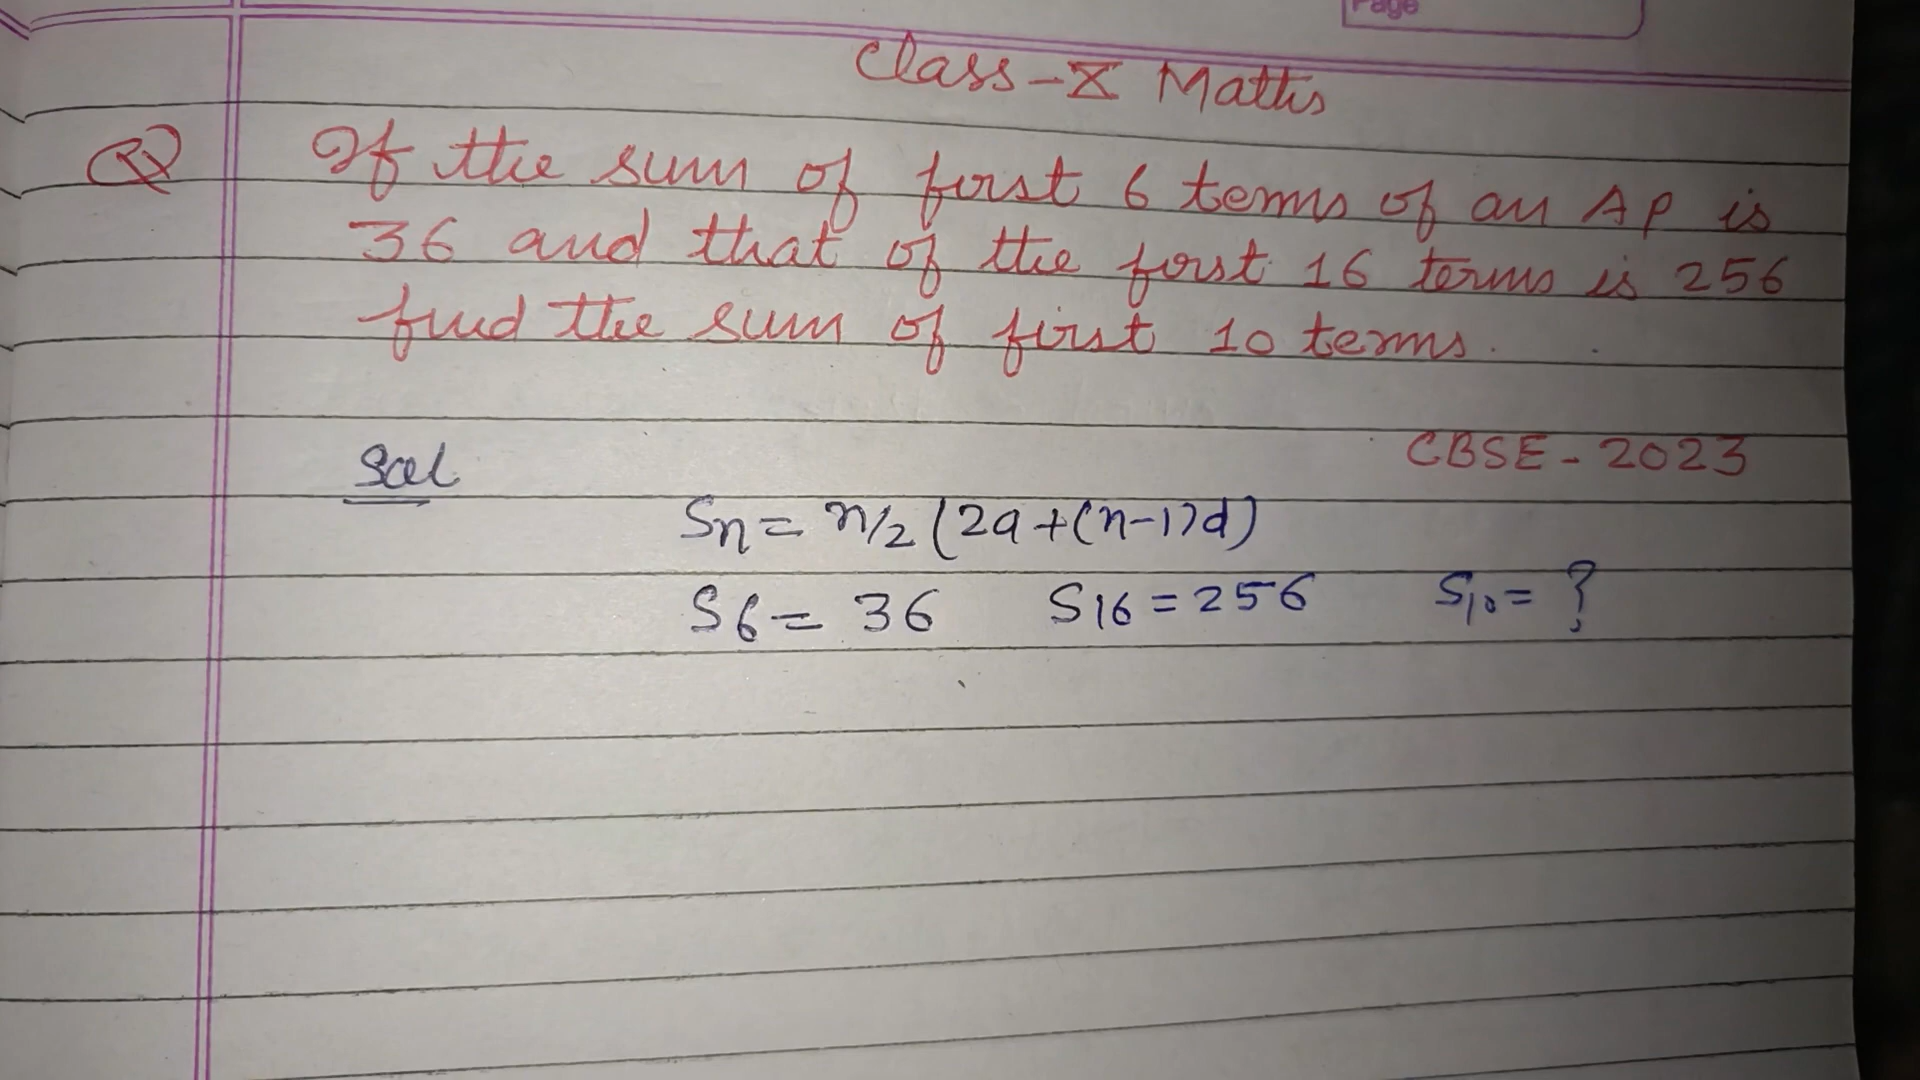 Page
Class-X Maths
Q If the sum of first 6 terms of an AP is
36 and that of the first 16 terms is 256
find the sum of first 10 terms.
CBSE-2023
Sol
Sn = n/2 (2a+(n-1)d)
S6 = 36 S16 = 256 S10 = ?